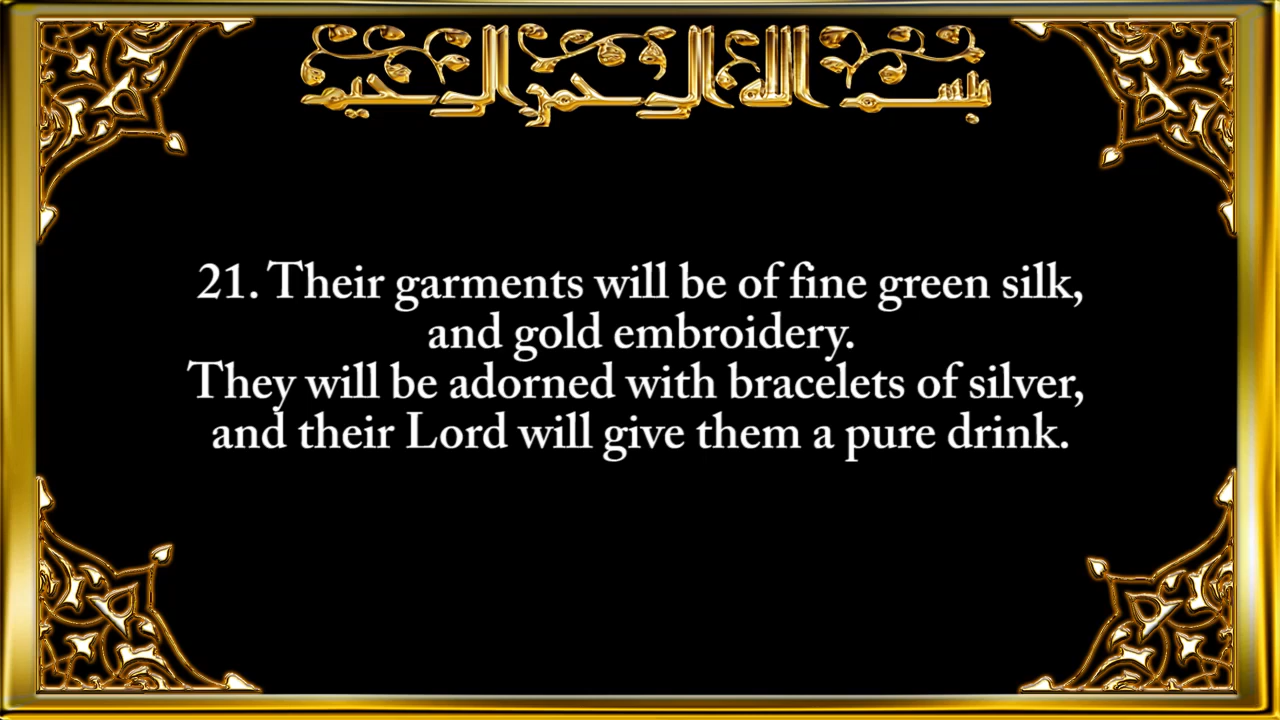 بسم الله الرحمن الرحيم
21. Their garments will be of fine green silk,
and gold embroidery.
They will be adorned with bracelets of silver,
and their Lord will give them a pure drink.